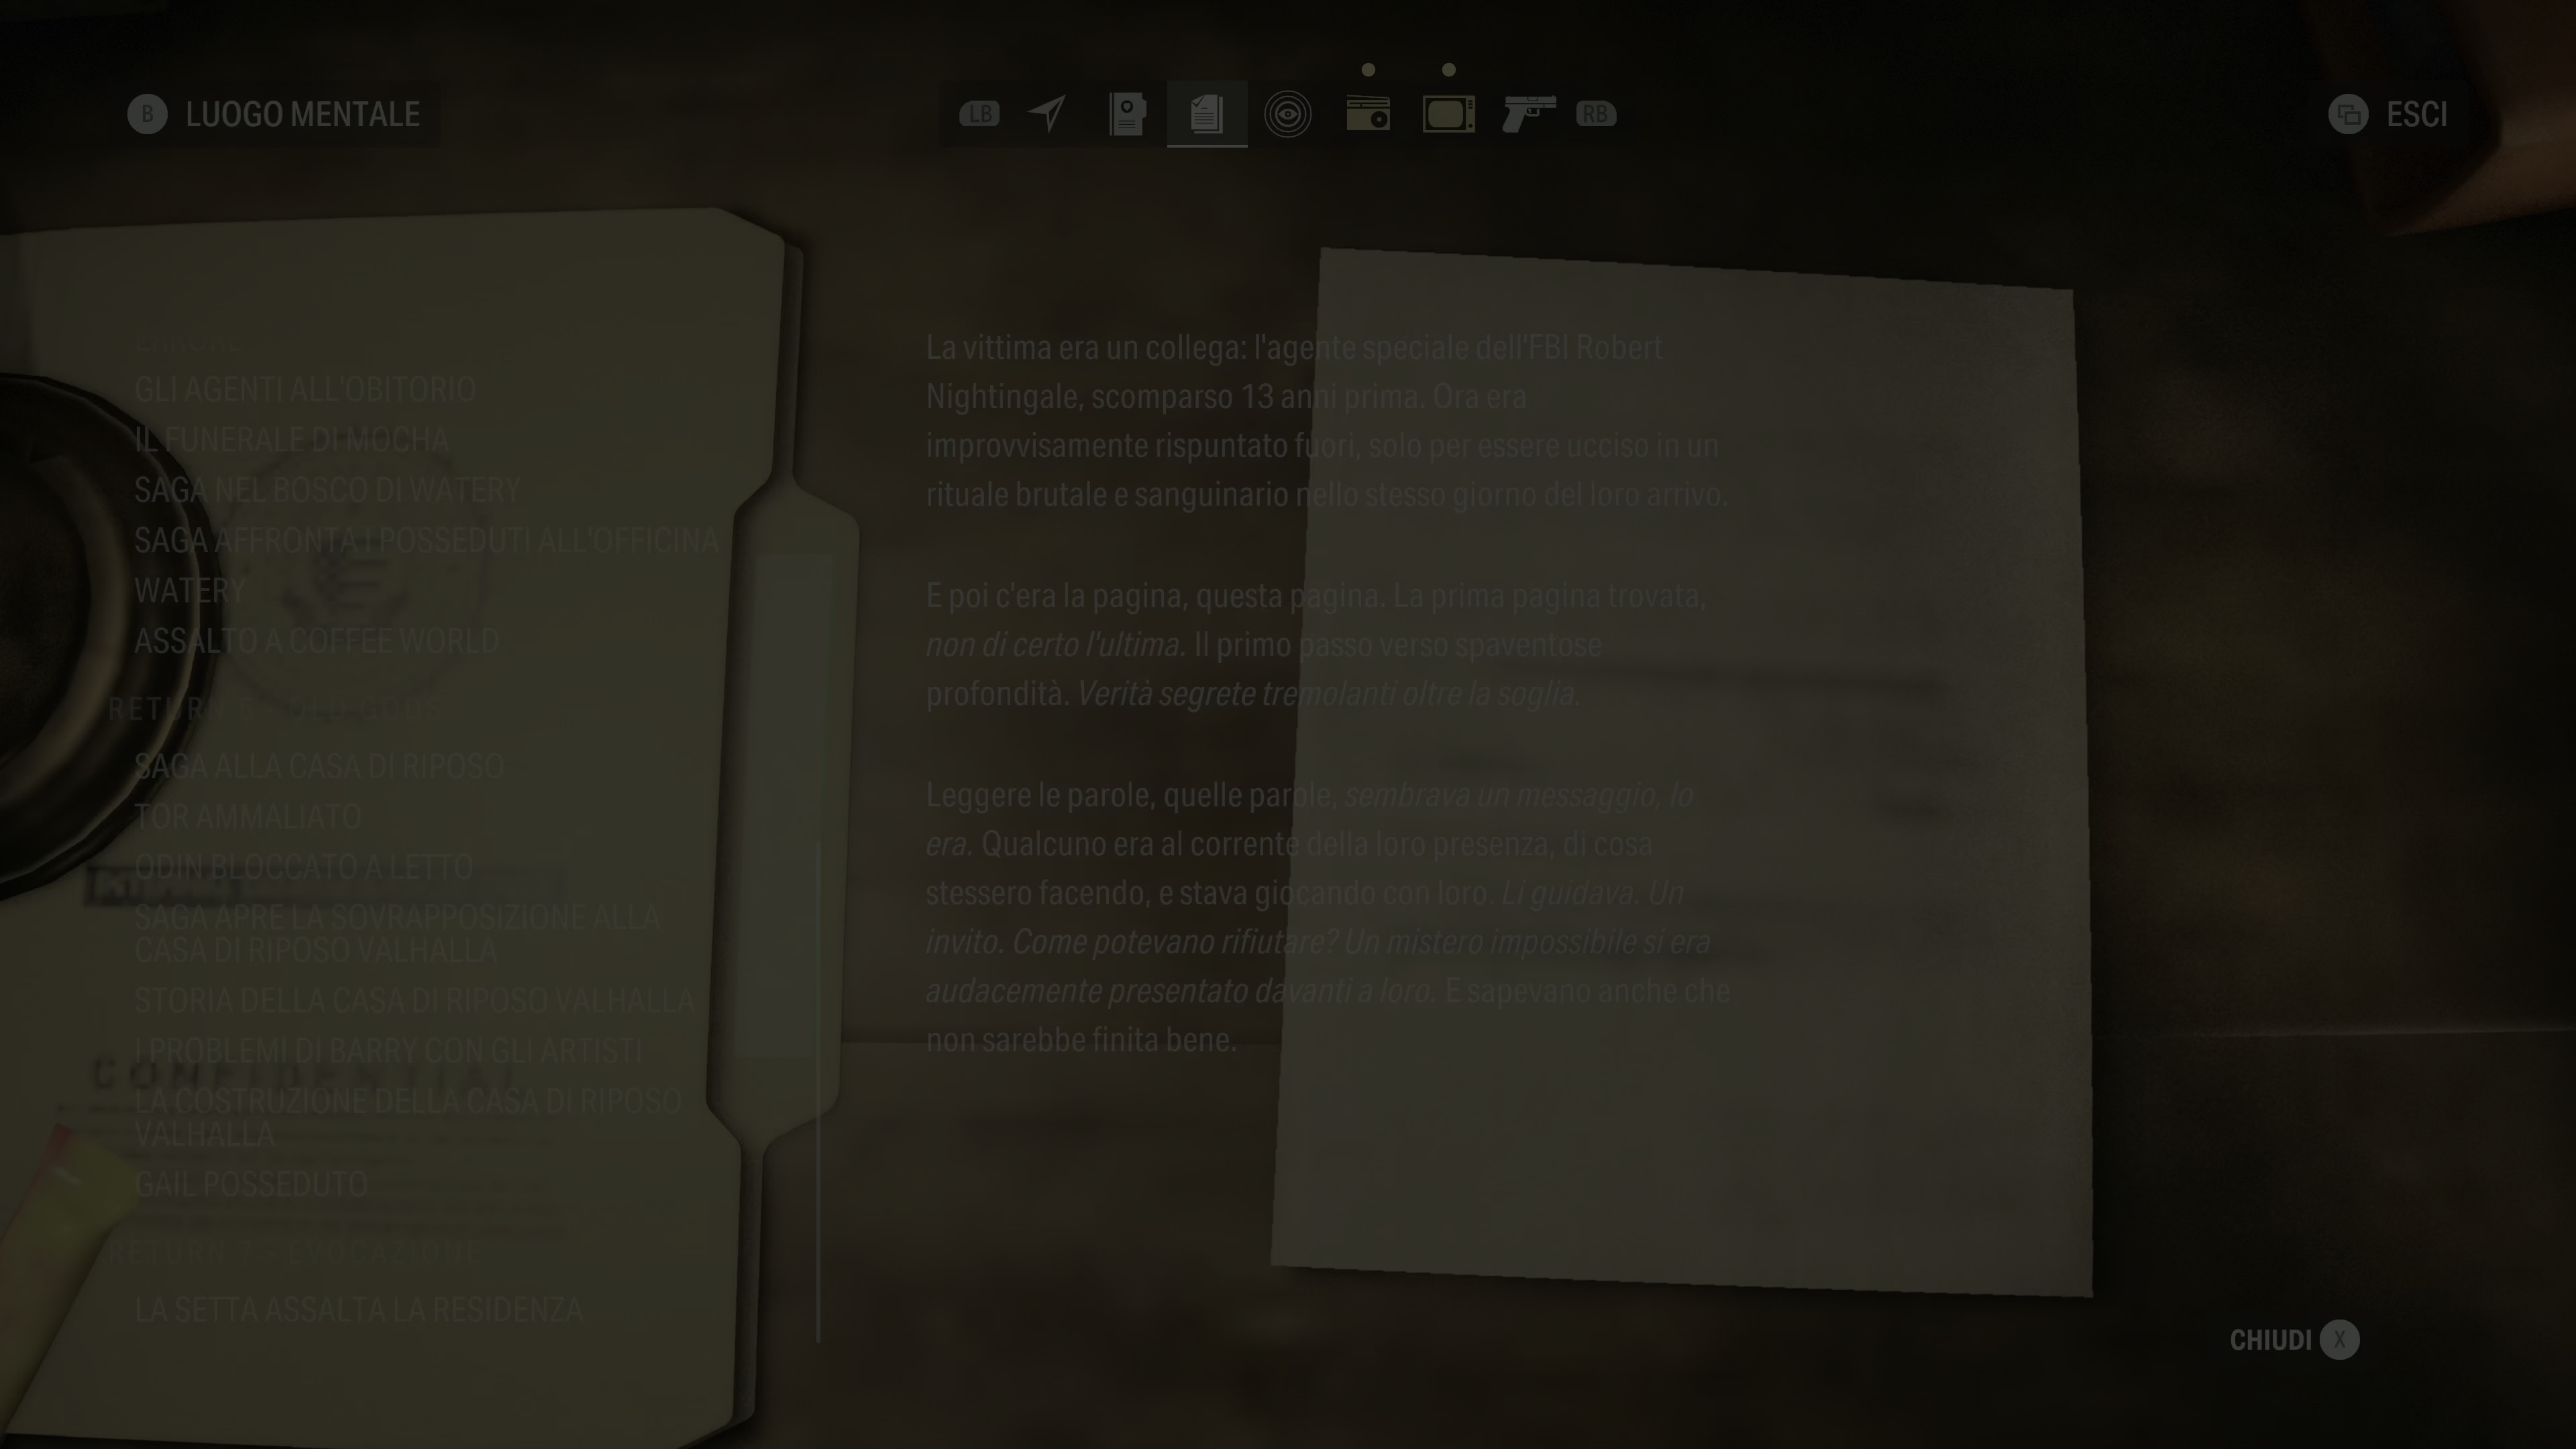 B LUOGO MENTALE
LB
RB
ESCI
ERRORE
GLI AGENTI ALL'OBITORIO
IL FUNERALE DI MOCHA
SAGA NEL BOSCO DI WATERY
SAGA AFFRONTA I POSSEDUTI ALL'OFFICINA
WATERY
ASSALTO A COFFEE WORLD
RETURN
SAGA ALLA CASA DI RIPOSO
TOR AMMALIATO
ODIN BLOCCATO A LETTO
SAGA APRE LA SOVRAPPOSIZIONE ALLA
CASA DI RIPOSO VALHALLA
STORIA DELLA CASA DI RIPOSO VALHALLA
I PROBLEMI DI BARRY CON GLI ARTISTI
CONFIDENTIAL
LA COSTRUZIONE DELLA CASA DI RIPOSO
VALHALLA
GAIL POSSEDUTO
RETURN 7 - EVOCAZIONE
LA SETTA ASSALTA LA RESIDENZA
La vittima era un collega: l'agente speciale dell'FBI Robert
Nightingale, scomparso 13 anni prima. Ora era
improvvisamente rispuntato fuori, solo per essere ucciso in un
rituale brutale e sanguinario nello stesso giorno del loro arrivo.
E poi c'era la pagina, questa pagina. La prima pagina trovata,
non di certo l'ultima. Il primo passo verso spaventose
profondità. Verità segrete tremolanti oltre la soglia.
Leggere le parole, quelle parole, sembrava un messaggio, lo
era. Qualcuno era al corrente della loro presenza, di cosa
stessero facendo, e stava giocando con loro. Li guidava. Un
invito. Come potevano rifiutare? Un mistero impossibile si era
audacemente presentato davanti a loro. E sapevano anche che
non sarebbe finita bene.
CHIUDI X